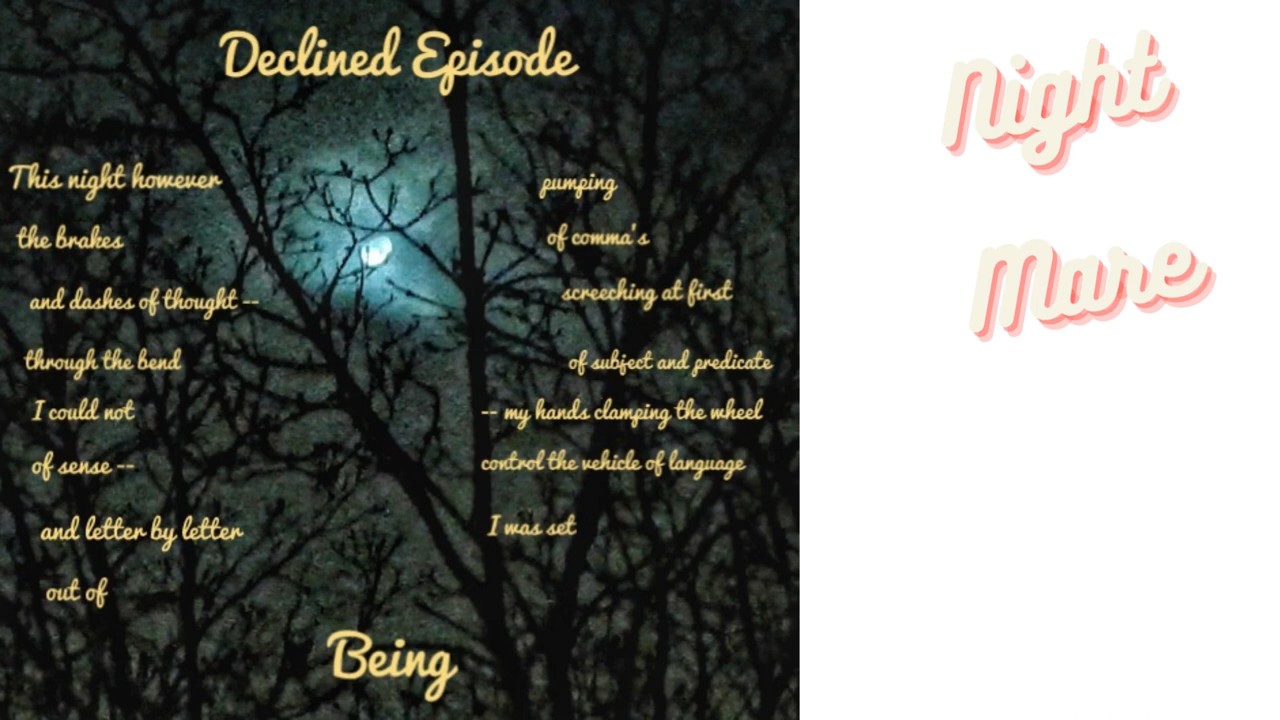 Declined Episode
This night however pumping
the brakes of comma's
and dashes of thought -- screeching at first
through the bend of subject and predicate
I could not -- my hands clamping the wheel
of sense -- control the vehicle of language
and letter by letter I was set
out of
Being
Night
Mare